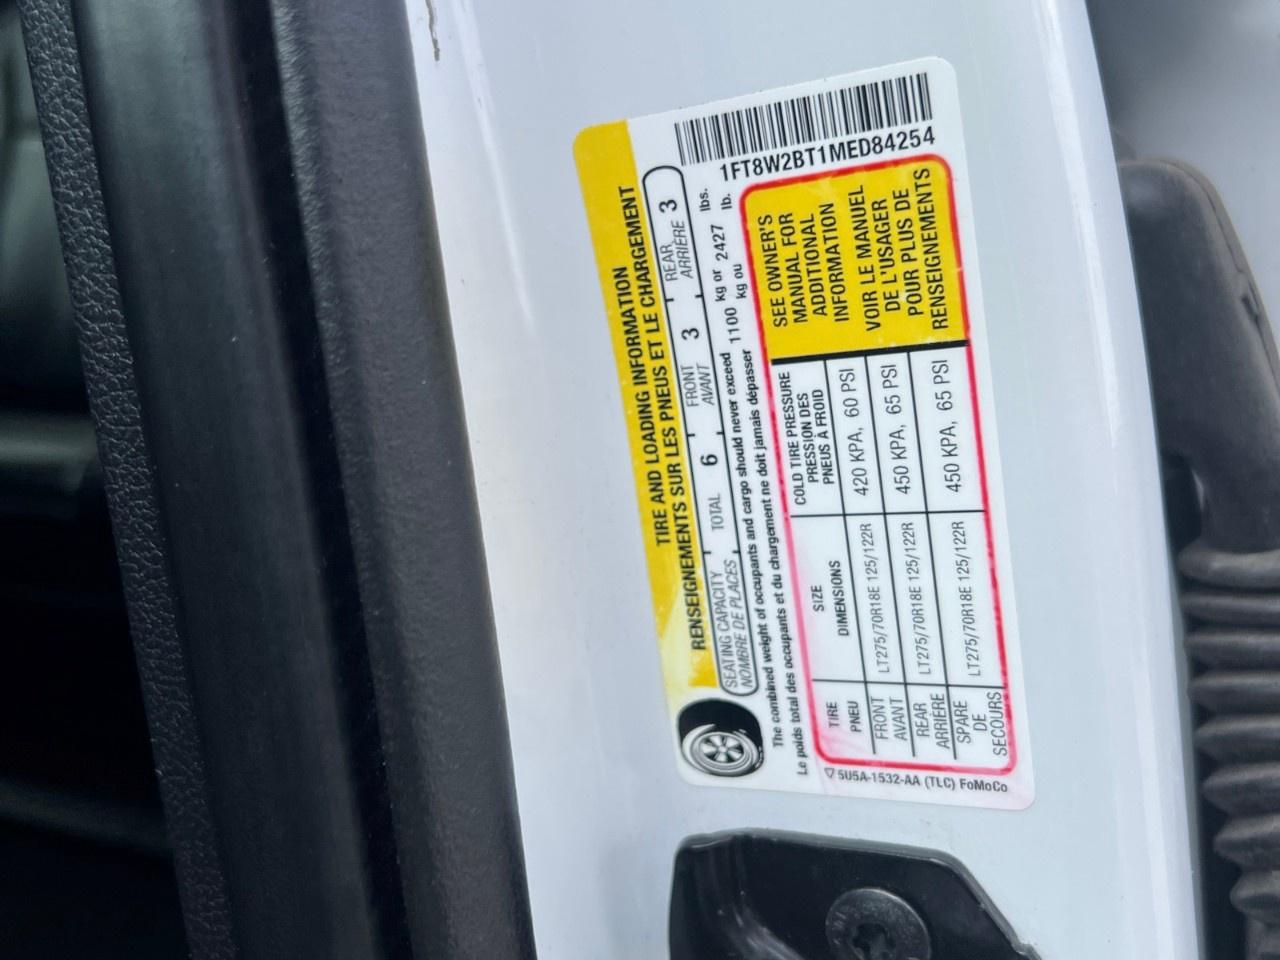 TIRE AND LOADING INFORMATION
RENSEIGNEMENTS SUR LES PNEUS ET LE CHARGEMENT
SEATING CAPACITY TOTAL 6 FRONT 3 REAR 3
NOMBRE DE PLACES AVANT ARRIÈRE
The combined weight of occupants and cargo should never exceed 1100 kg or 2427 lbs.
Le poids total des occupants et du chargement ne doit jamais dépasser kg ou lb.
1FT8W2BT1MED84254
TIRE SIZE COLD TIRE PRESSURE
PNEU DIMENSIONS PRESSION DES
PNEUS À FROID
FRONT LT275/70R18E 125/122R 420 KPA, 60 PSI
AVANT
REAR LT275/70R18E 125/122R 450 KPA, 65 PSI
ARRIÈRE
SPARE LT275/70R18E 125/122R 450 KPA, 65 PSI
DE
SECOURS
SEE OWNER'S
MANUAL FOR
ADDITIONAL
INFORMATION
VOIR LE MANUEL
DE L'USAGER
POUR PLUS DE
RENSEIGNEMENTS
5U5A-1532-AA (TLC) FoMoCo